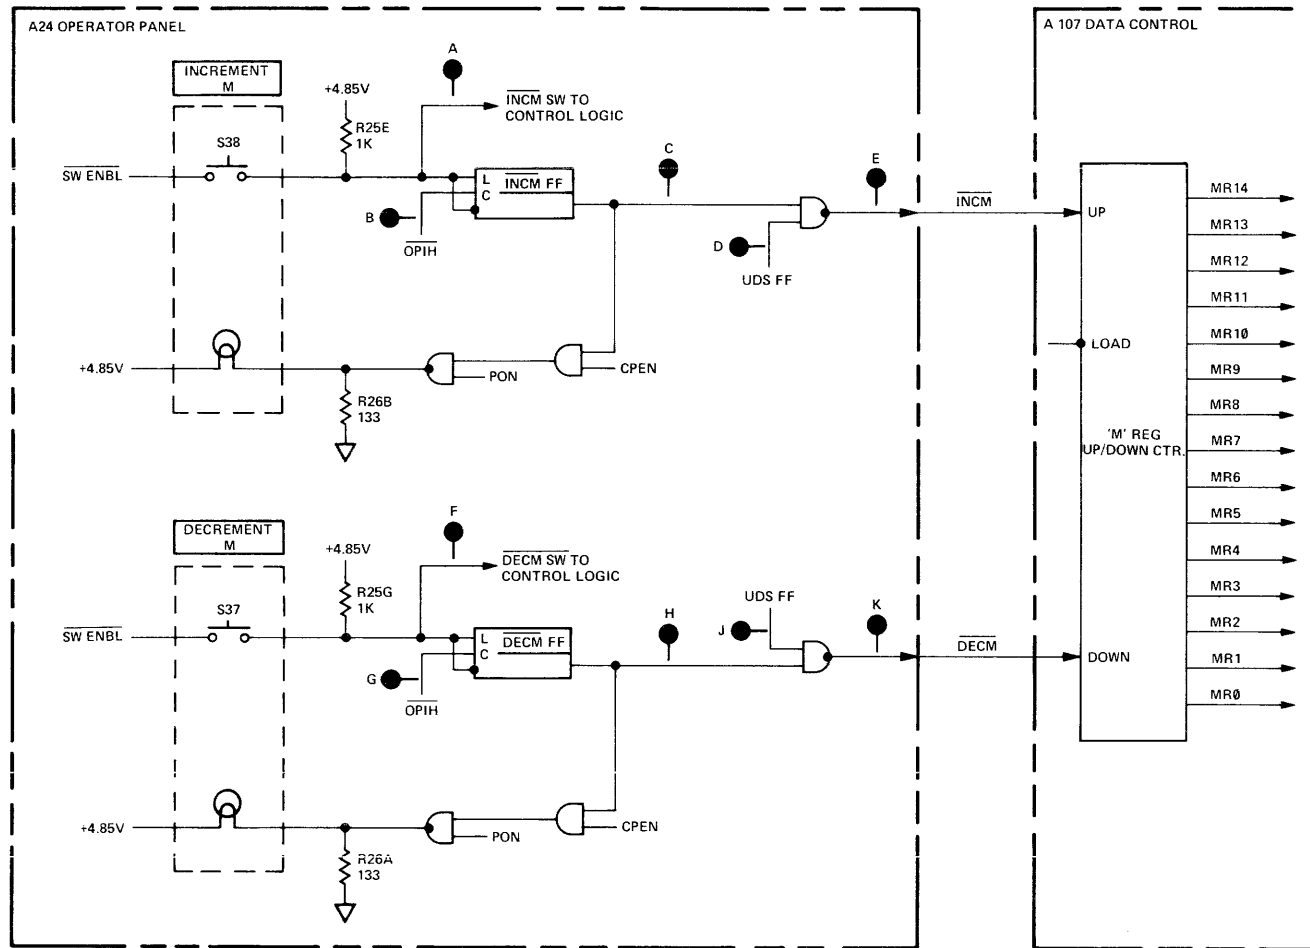 A24 OPERATOR PANEL
INCREMENT
M
+4.85V
R25E
1K
A
INCM SW TO
CONTROL LOGIC
S38
SW ENBL
L
C
INCM FF
B
OPIH
C
D
UDS FF
E
INCM
+4.85V
PON
CPEN
R26B
133
DECREMENT
M
+4.85V
R25G
1K
F
DECM SW TO
CONTROL LOGIC
S37
SW ENBL
L
C
DECM FF
G
OPIH
H
UDS FF
J
K
DECM
+4.85V
PON
CPEN
R26A
133
A 107 DATA CONTROL
UP
LOAD
'M' REG
UP/DOWN CTR.
DOWN
MR14
MR13
MR12
MR11
MR10
MR9
MR8
MR7
MR6
MR5
MR4
MR3
MR2
MR1
MR0